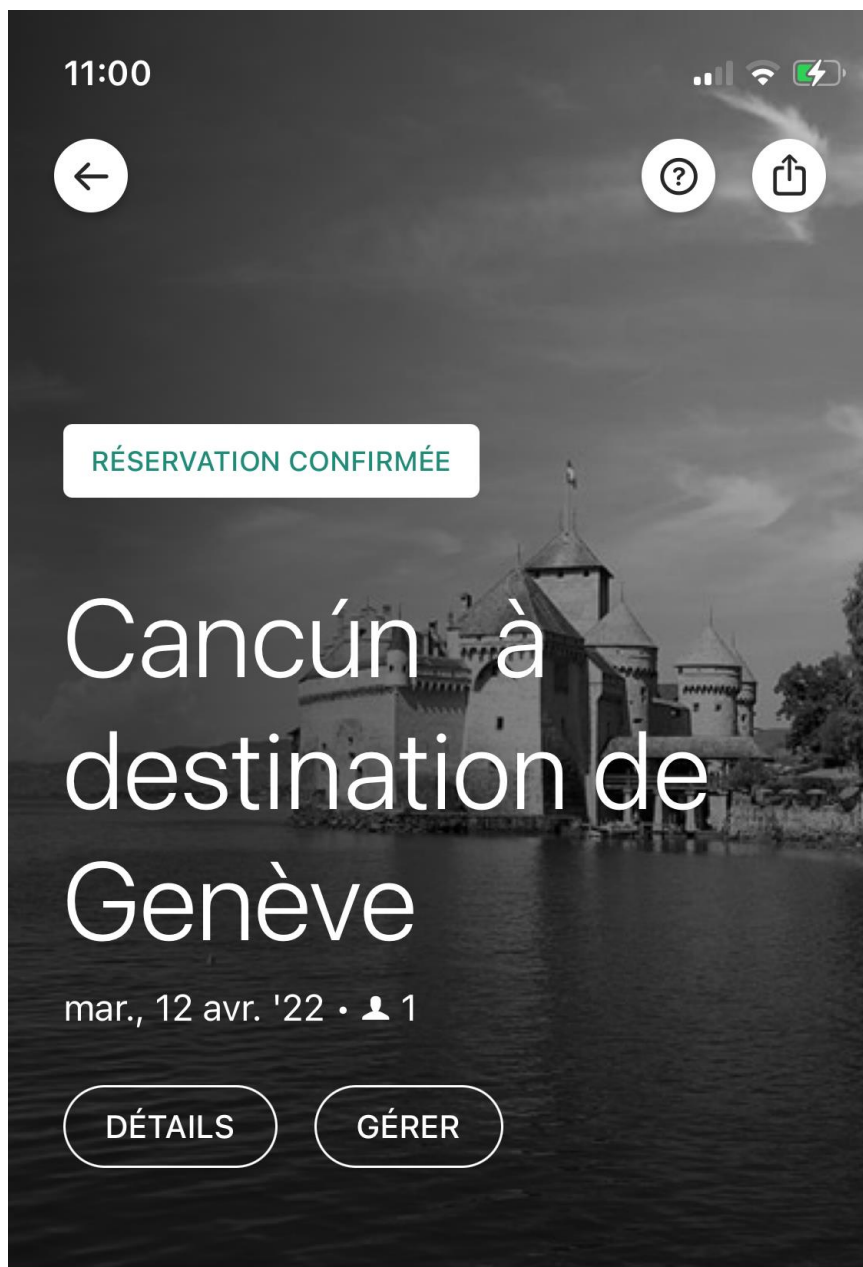 11:00
RÉSERVATION CONFIRMÉE
Cancún à
destination de
Genève
mar., 12 avr. '22 • 1
DÉTAILS GÉRER